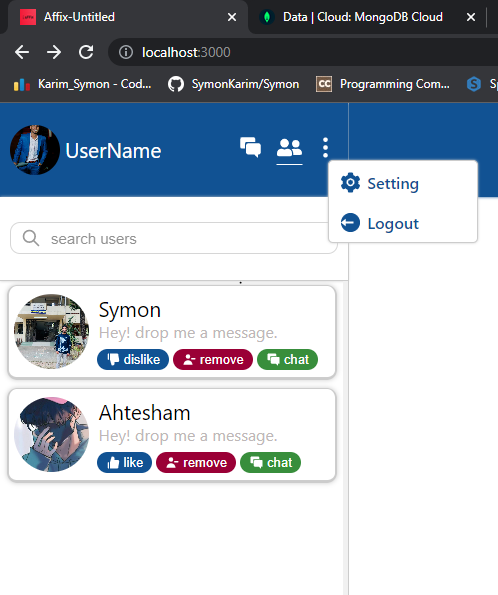 Affix-Untitled
Data | Cloud: MongoDB Cloud
localhost:3000
Karim_Symon - Cod...
SymonKarim/Symon
CC
Programming Com...
S
Sp
UserName
Setting
Logout
search users
Symon
Hey! drop me a message.
dislike
remove
chat
Ahtesham
Hey! drop me a message.
like
remove
chat